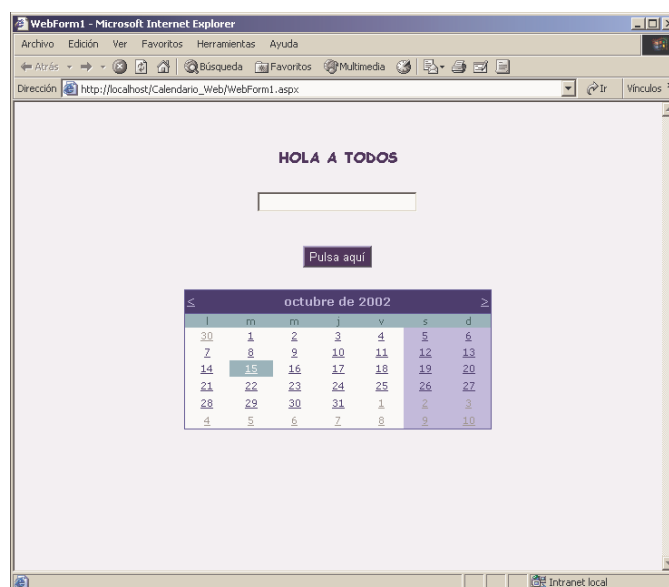 WebForm1 - Microsoft Internet Explorer
Archivo Edición Ver Favoritos Herramientas Ayuda
Atrás Búsqueda Favoritos Multimedia
Dirección http://localhost/Calendario_Web/WebForm1.aspx Ir Vínculos
HOLA A TODOS
Pulsa aquí
< octubre de 2002 >
l m m j v s d
30 1 2 3 4 5 6
7 8 9 10 11 12 13
14 15 16 17 18 19 20
21 22 23 24 25 26 27
28 29 30 31 1 2 3
4 5 6 7 8 9 10
Intranet local